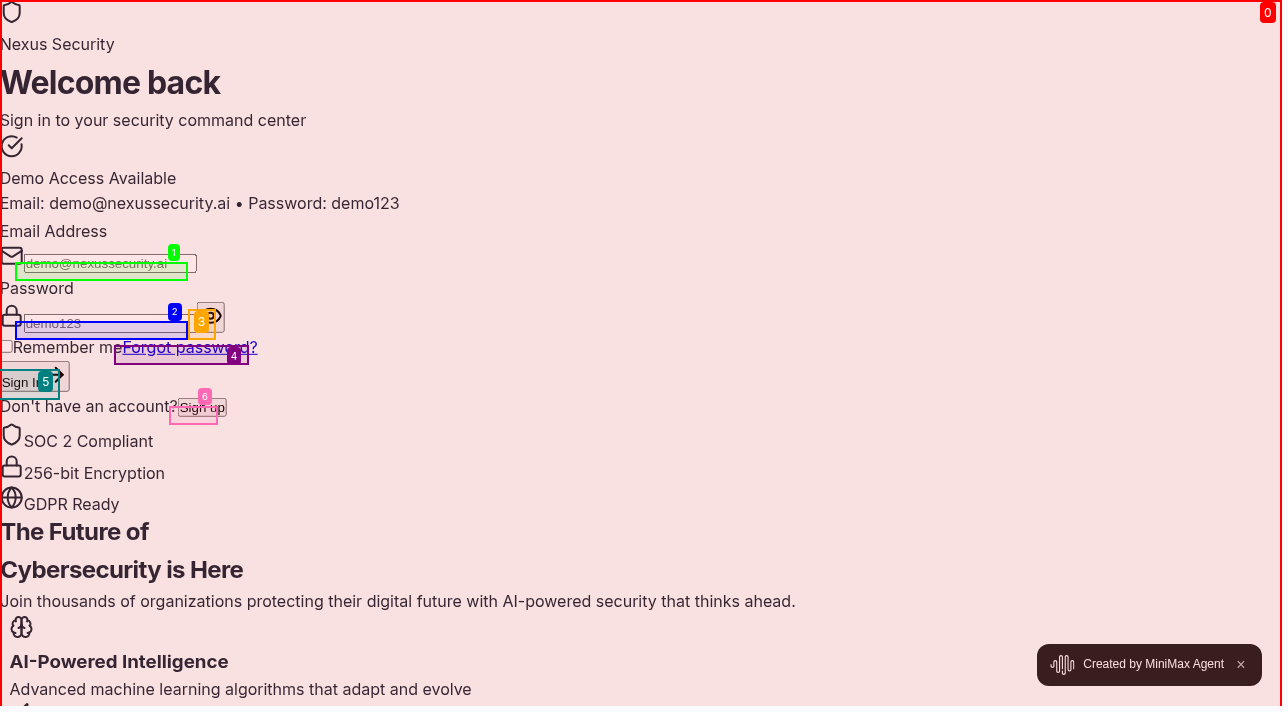 0
Nexus Security
Welcome back
Sign in to your security command center
Demo Access Available
Email: demo@nexussecurity.ai • Password: demo123
Email Address
1
demo@nexussecurity.ai
Password
2
demo123
3
Remember me Forgot password?
4
Sign In
5
6
Don't have an account? Sign up
SOC 2 Compliant
256-bit Encryption
GDPR Ready
The Future of
Cybersecurity is Here
Join thousands of organizations protecting their digital future with AI-powered security that thinks ahead.
AI-Powered Intelligence
Advanced machine learning algorithms that adapt and evolve
Created by MiniMax Agent ×